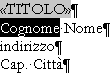 «TITOLO»¶
Cognome·Nome¶
indirizzo¶
Cap.·Città¶